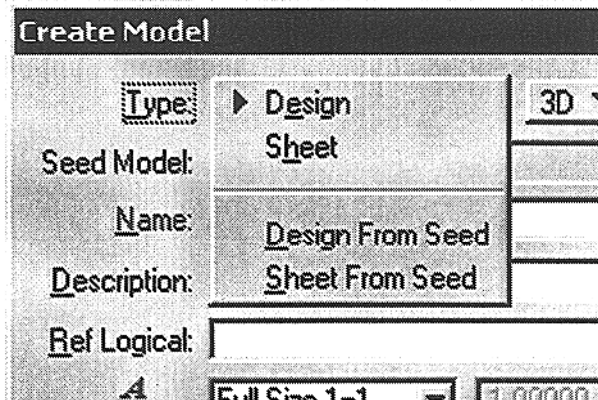 Create Model
Type: Design 3D
Sheet
Seed Model:
Name: Design From Seed
Description: Sheet From Seed
Ref Logical:
A Full Size 1=1 1.00000